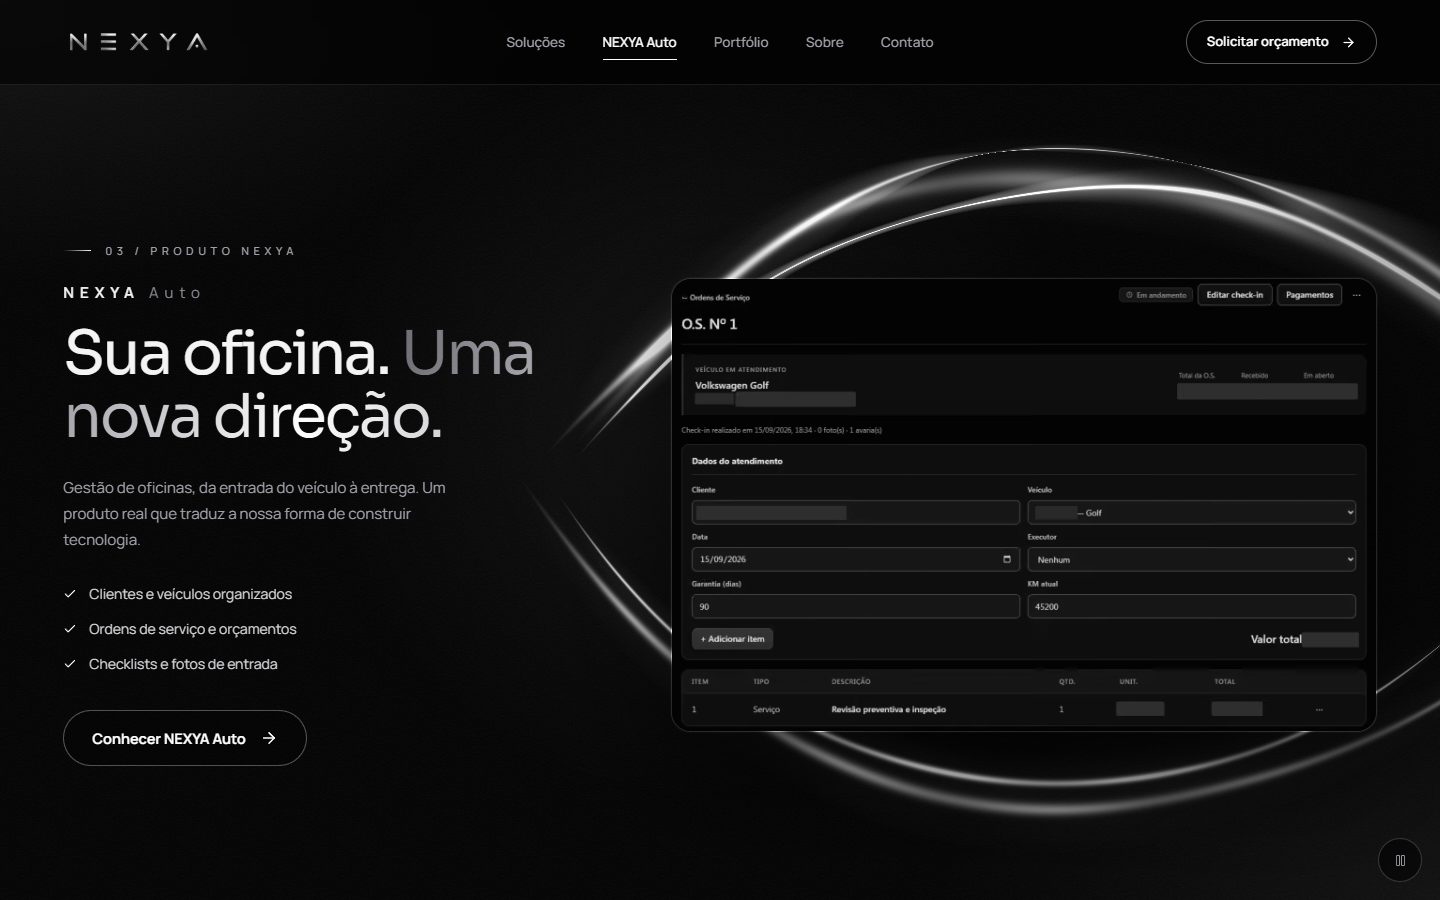 NEXYA
Soluções
NEXYA Auto
Portfólio
Sobre
Contato
Solicitar orçamento →
03 / PRODUTO NEXYA
NEXYA Auto
Sua oficina. Uma
nova direção.
Gestão de oficinas, da entrada do veículo à entrega. Um
produto real que traduz a nossa forma de construir
tecnologia.
✓ Clientes e veículos organizados
✓ Ordens de serviço e orçamentos
✓ Checklists e fotos de entrada
Conhecer NEXYA Auto →
← Ordens de Serviço
Em andamento
Editar check-in
Pagamentos
···
O.S. Nº 1
VEÍCULO EM ATENDIMENTO
Volkswagen Golf
Total da O.S.
Recebido
Em aberto
Check-in realizado em 15/09/2026, 18:34 · 0 foto(s) · 1 avaria(s)
Dados do atendimento
Cliente
Veículo
— Golf
Data
Executor
15/09/2026
Nenhum
Garantia (dias)
KM atual
90
45200
+ Adicionar item
Valor total
ITEM TIPO DESCRIÇÃO QTD. UNIT. TOTAL
1 Serviço Revisão preventiva e inspeção 1 ···